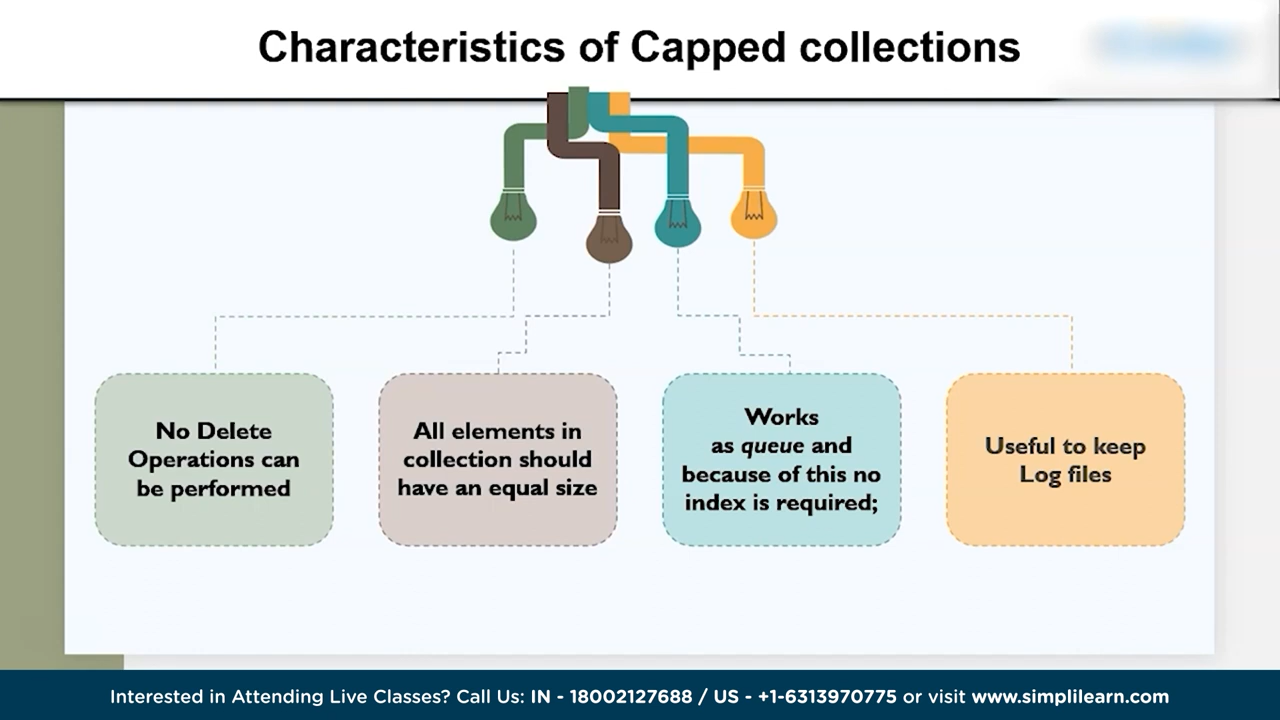 Characteristics of Capped collections
No Delete
Operations can
be performed
All elements in
collection should
have an equal size
Works
as queue and
because of this no
index is required;
Useful to keep
Log files
Interested in Attending Live Classes? Call Us: IN - 18002127688 / US - +1-6313970775 or visit www.simplilearn.com